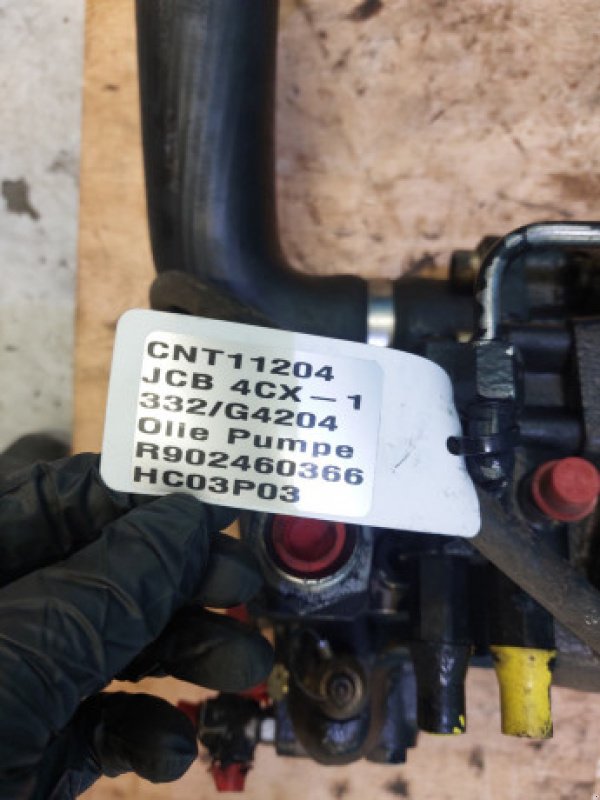 CNT11204
JCB 4CX-1
332/G4204
Olie Pumpe
R902460366
HC03P03